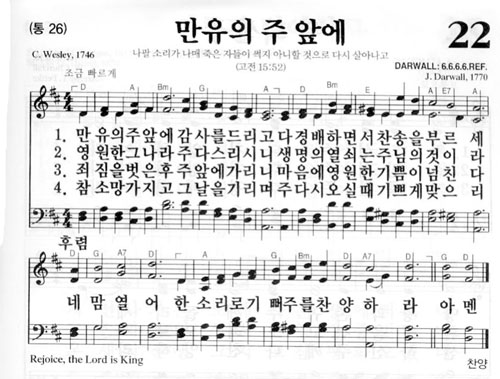 (통 26)
만유의 주 앞에
22
C. Wesley, 1746
나팔 소리가 나매 죽은 자들이 썩지 아니할 것으로 다시 살아나고
(고전 15:52)
DARWALL: 6.6.6.6.REF.
J. Darwall, 1770
조금 빠르게
D A Bm G D A D A Bm E7 A
1. 만유의주앞에감사를드리고다경배하면서찬송을부르세
2. 영원한그나라주다스리시니생명의열쇠는주님의것이라
3. 죄짐을벗은후주앞에가리니마음에영원한기쁨이넘친다
4. 참소망가지고그날을기리며주다시오실때기쁘게맞으리
후렴
D G A7 D G D A7 D G D
네맘열어한소리로기뻐주를찬양하라아멘
Rejoice, the Lord is King
찬양